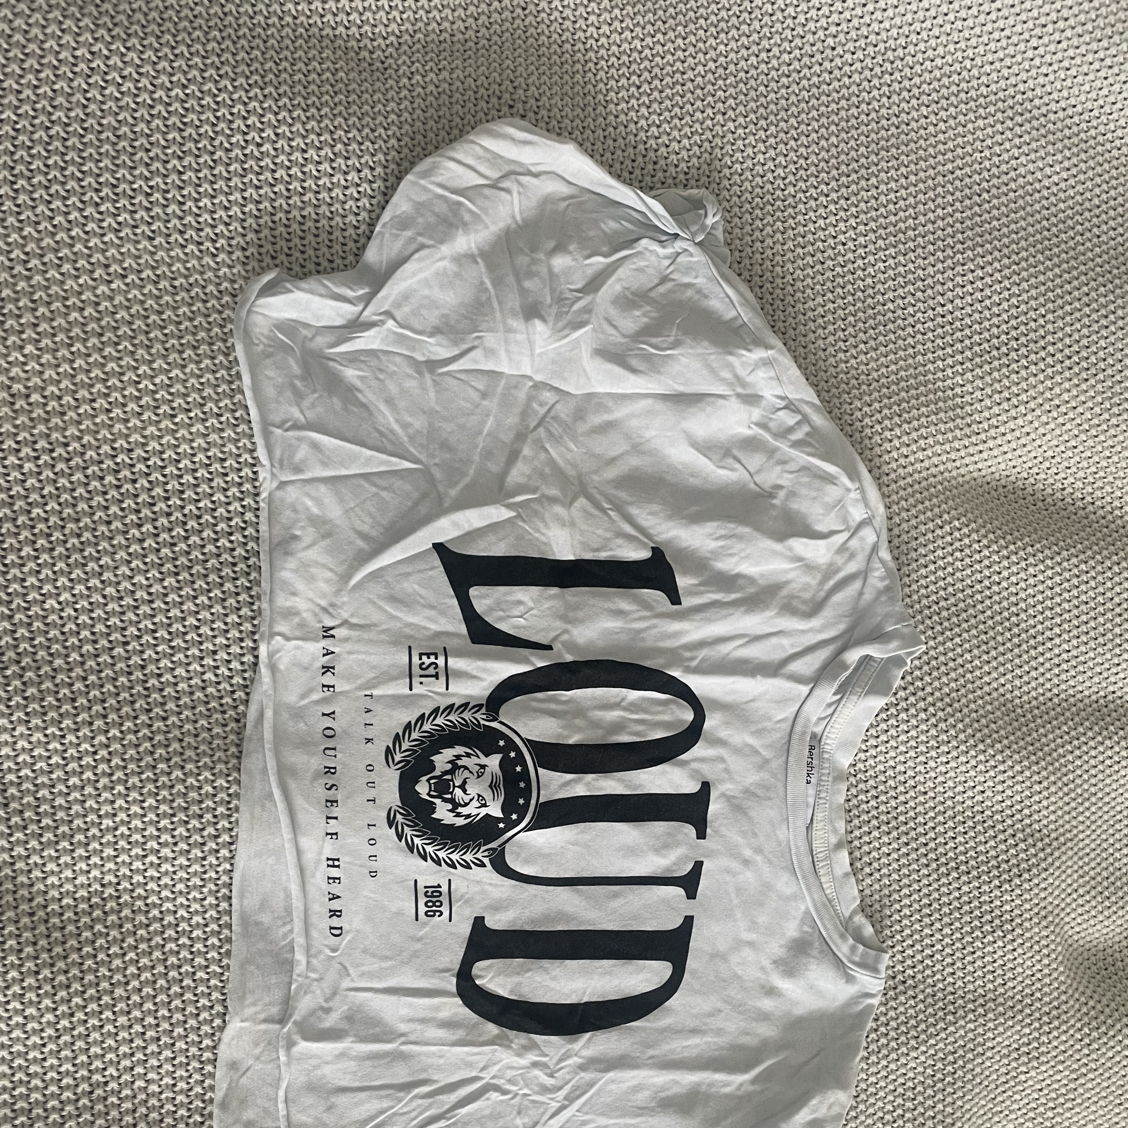 Bershka
LOUD
EST. 1986
TALK OUT LOUD
MAKE YOURSELF HEARD